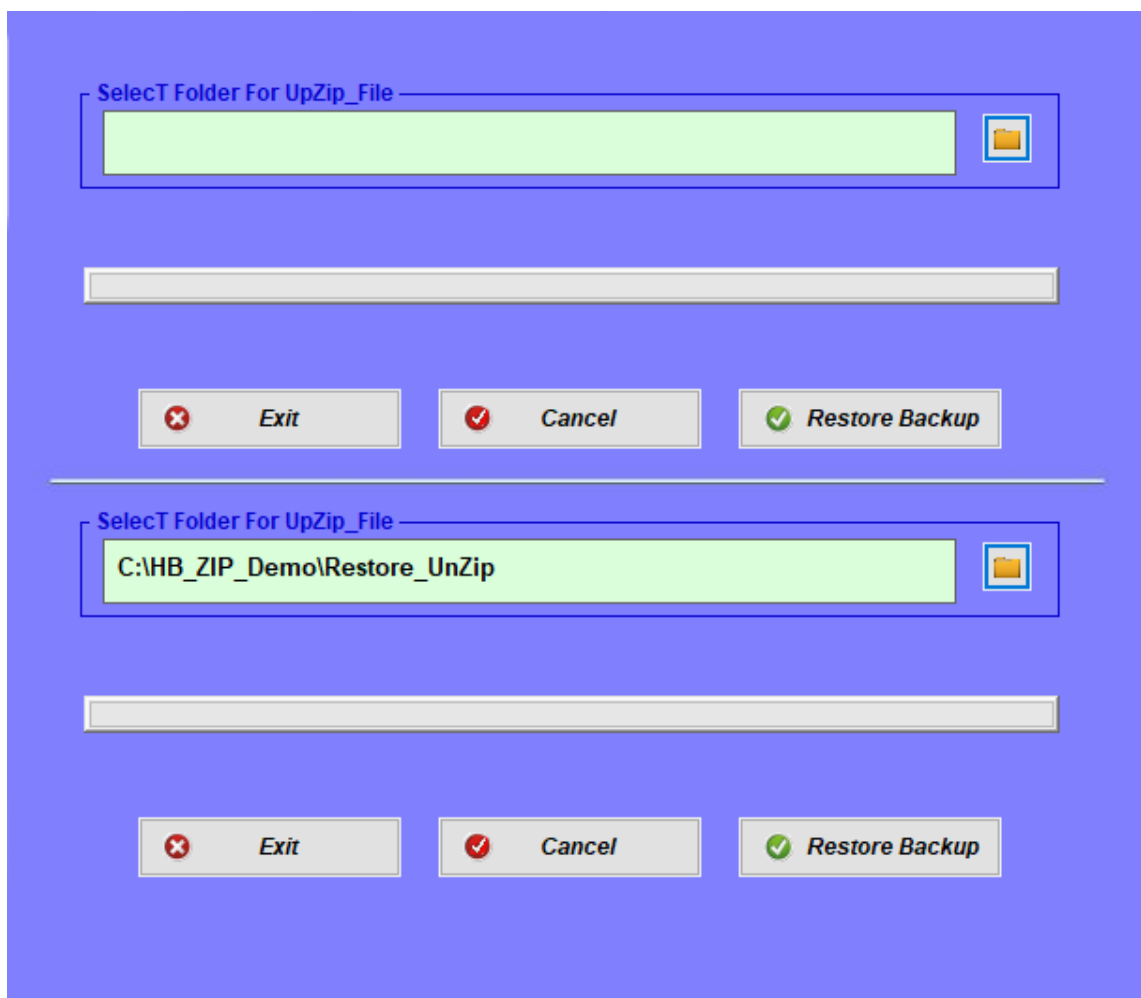 SelecT Folder For UpZip_File
Exit
Cancel
Restore Backup
SelecT Folder For UpZip_File
C:\HB_ZIP_Demo\Restore_UnZip
Exit
Cancel
Restore Backup